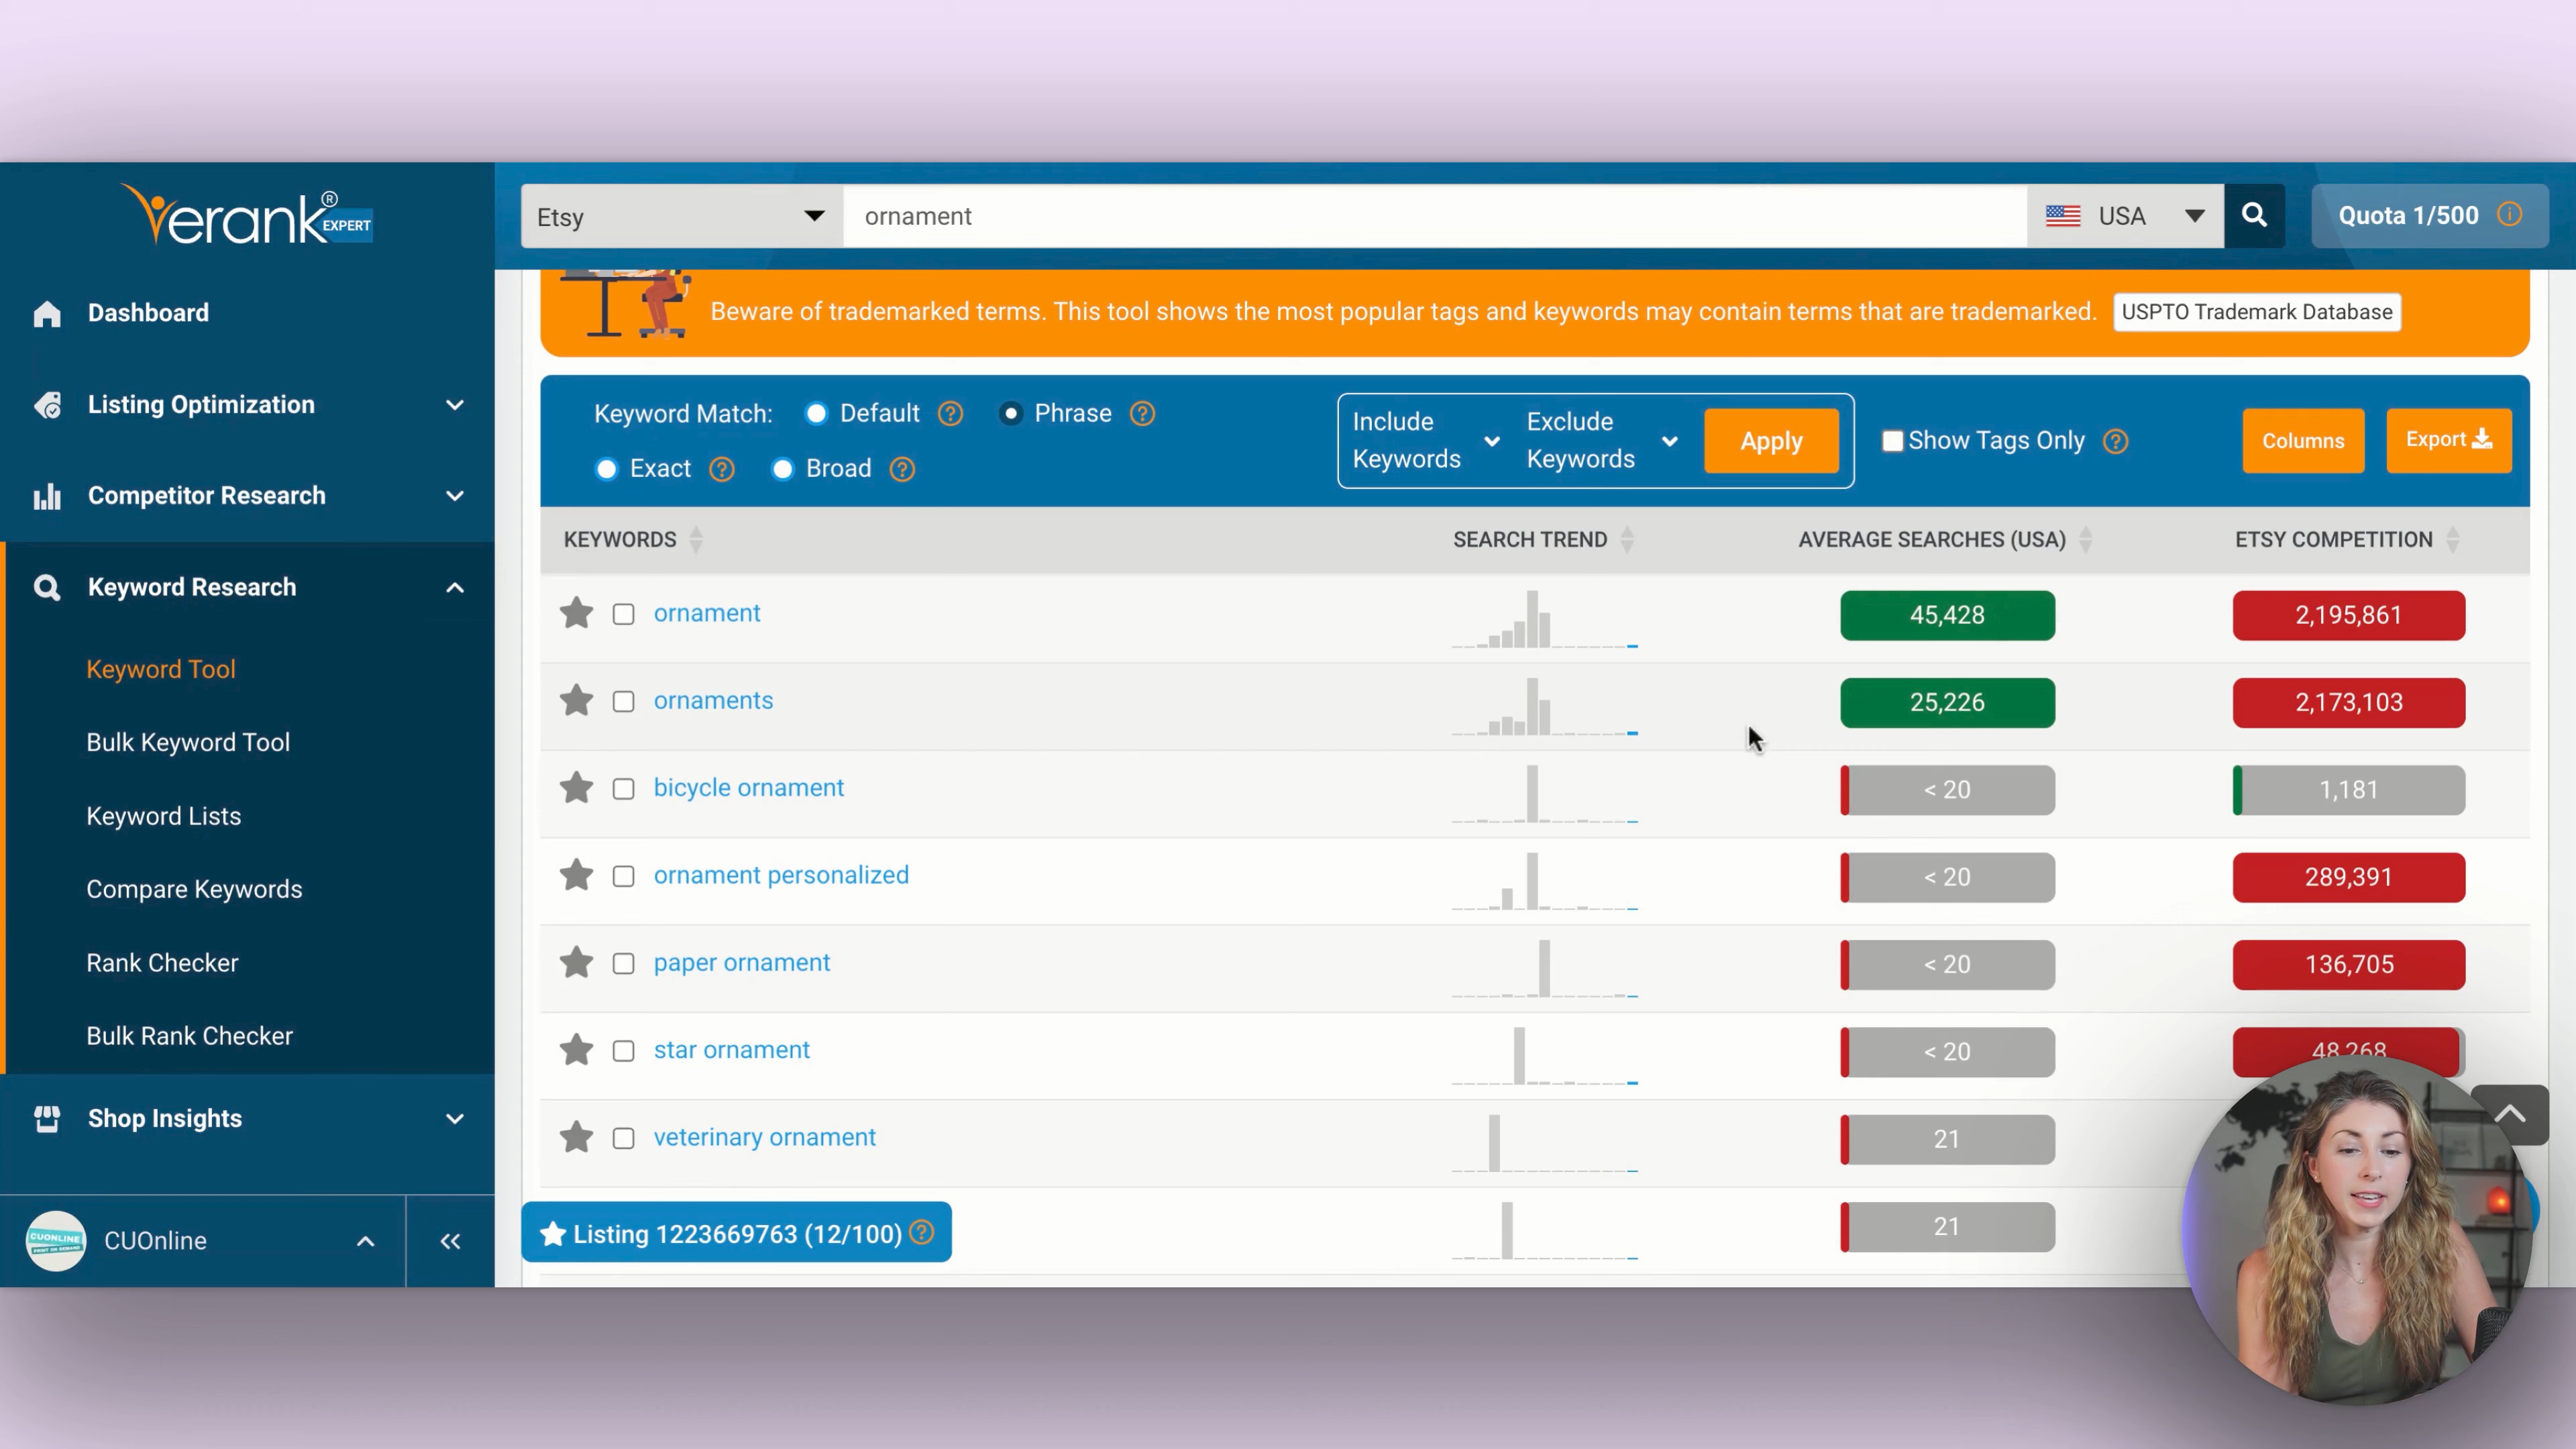 erank® EXPERT
Etsy
ornament
USA
Quota 1/500
Dashboard
Listing Optimization
Competitor Research
Keyword Research
Keyword Tool
Bulk Keyword Tool
Keyword Lists
Compare Keywords
Rank Checker
Bulk Rank Checker
Shop Insights
CUOnline
Beware of trademarked terms. This tool shows the most popular tags and keywords may contain terms that are trademarked.
USPTO Trademark Database
Keyword Match:
Default
Phrase
Exact
Broad
Include Keywords
Exclude Keywords
Apply
Show Tags Only
Columns
Export
KEYWORDS SEARCH TREND AVERAGE SEARCHES (USA) ETSY COMPETITION
ornament 45,428 2,195,861
ornaments 25,226 2,173,103
bicycle ornament < 20 1,181
ornament personalized < 20 289,391
paper ornament < 20 136,705
star ornament < 20 48,268
veterinary ornament 21
21
Listing 1223669763 (12/100)